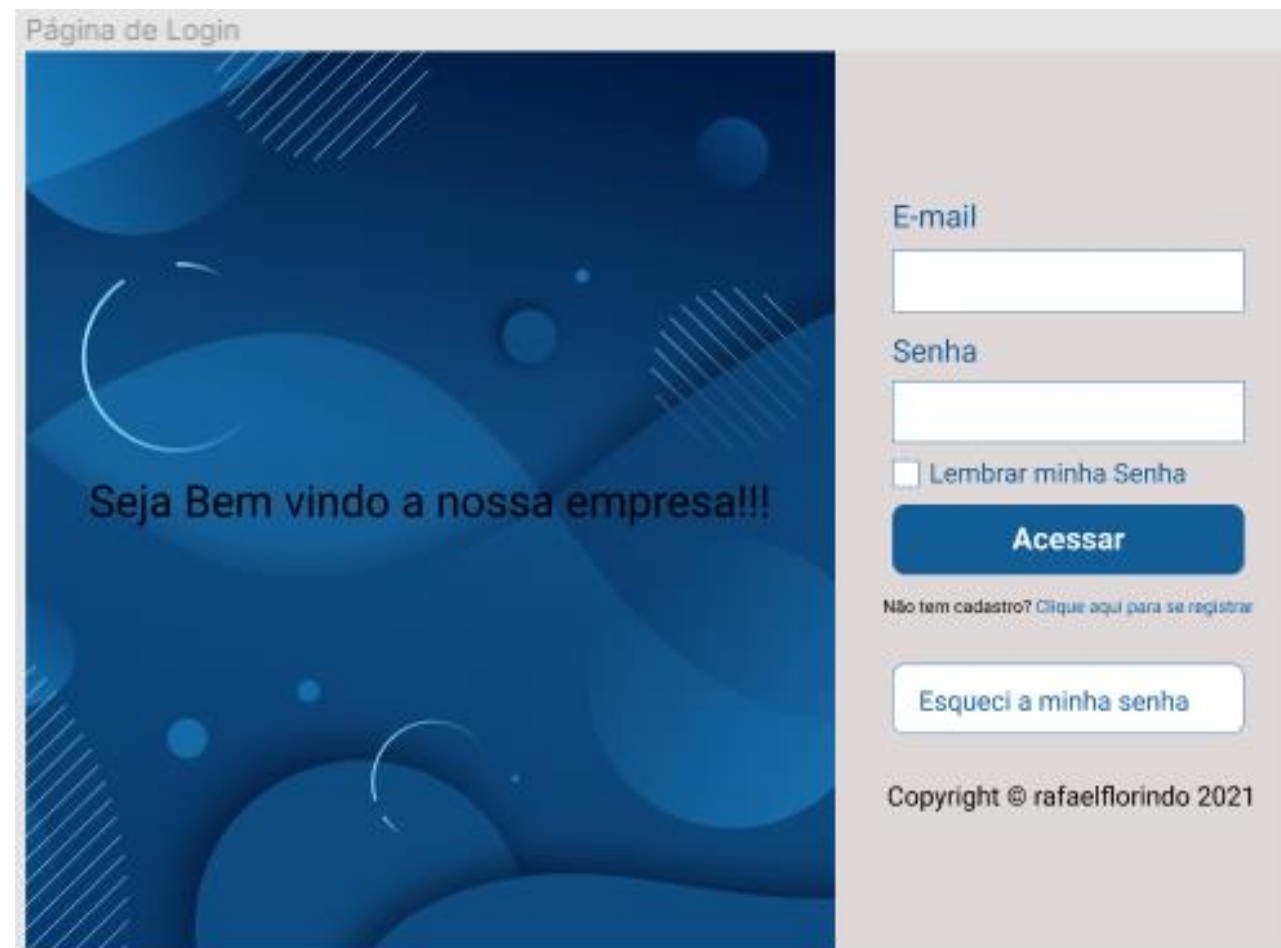 Página de Login
Seja Bem vindo a nossa empresa!!!
E-mail
Senha
Lembrar minha Senha
Acessar
Não tem cadastro? Clique aqui para se registrar
Esqueci a minha senha
Copyright © rafaelflorindo 2021